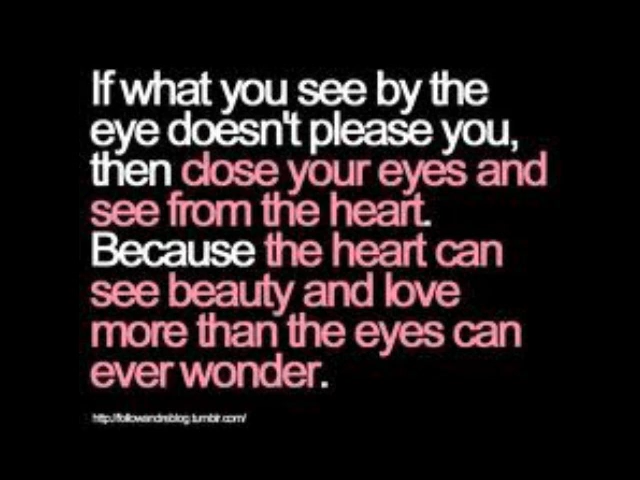 If what you see by the
eye doesn't please you,
then close your eyes and
see from the heart.
Because the heart can
see beauty and love
more than the eyes can
ever wonder.
http://followandreblog.tumblr.com/